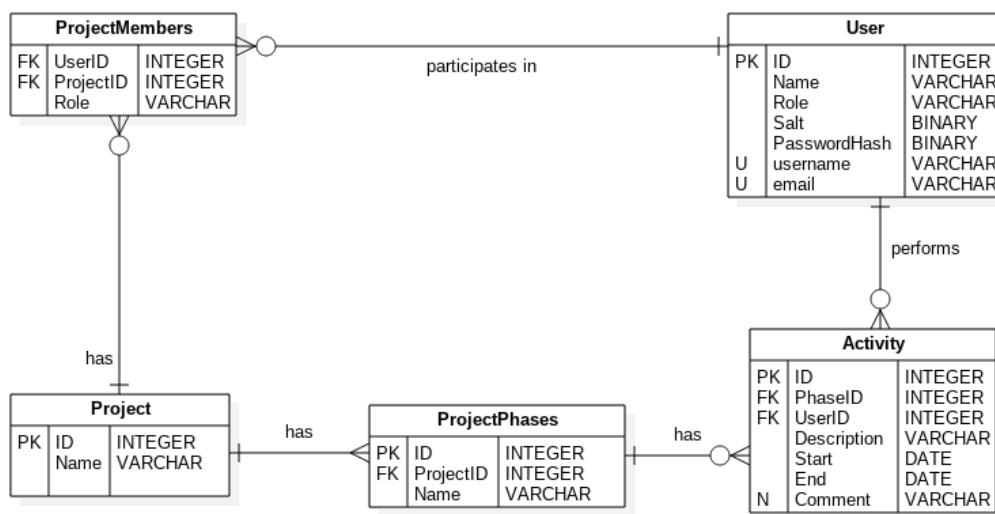 ProjectMembers
FK UserID INTEGER
FK ProjectID INTEGER
Role VARCHAR
participates in
User
PK ID INTEGER
Name VARCHAR
Role VARCHAR
Salt BINARY
PasswordHash BINARY
U username VARCHAR
U email VARCHAR
performs
has
Project
PK ID INTEGER
Name VARCHAR
has
ProjectPhases
PK ID INTEGER
FK ProjectID INTEGER
Name VARCHAR
has
Activity
PK ID INTEGER
FK PhaseID INTEGER
FK UserID INTEGER
Description VARCHAR
Start DATE
End DATE
N Comment VARCHAR